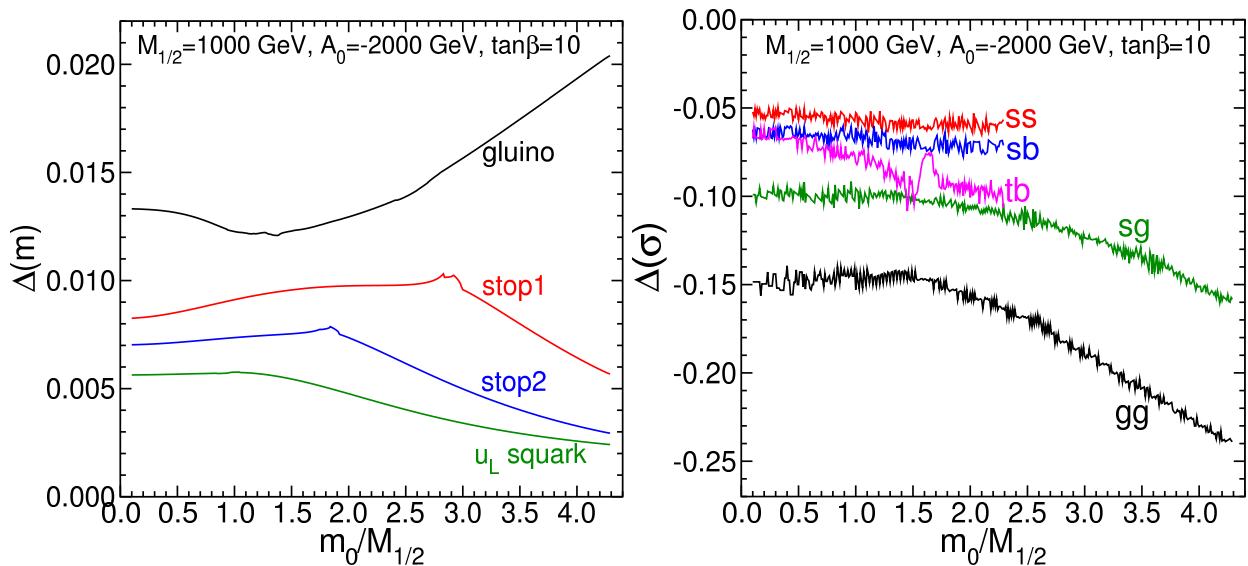 M1/2=1000 GeV, A0=-2000 GeV, tanβ=10
Δ(m)
0.020
0.015
0.010
0.005
0.000
gluino
stop1
stop2
uL squark
0.0 0.5 1.0 1.5 2.0 2.5 3.0 3.5 4.0
m0/M1/2
M1/2=1000 GeV, A0=-2000 GeV, tanβ=10
Δ(σ)
0.00
-0.05
-0.10
-0.15
-0.20
-0.25
ss
sb
tb
sg
gg
0.0 0.5 1.0 1.5 2.0 2.5 3.0 3.5 4.0
m0/M1/2